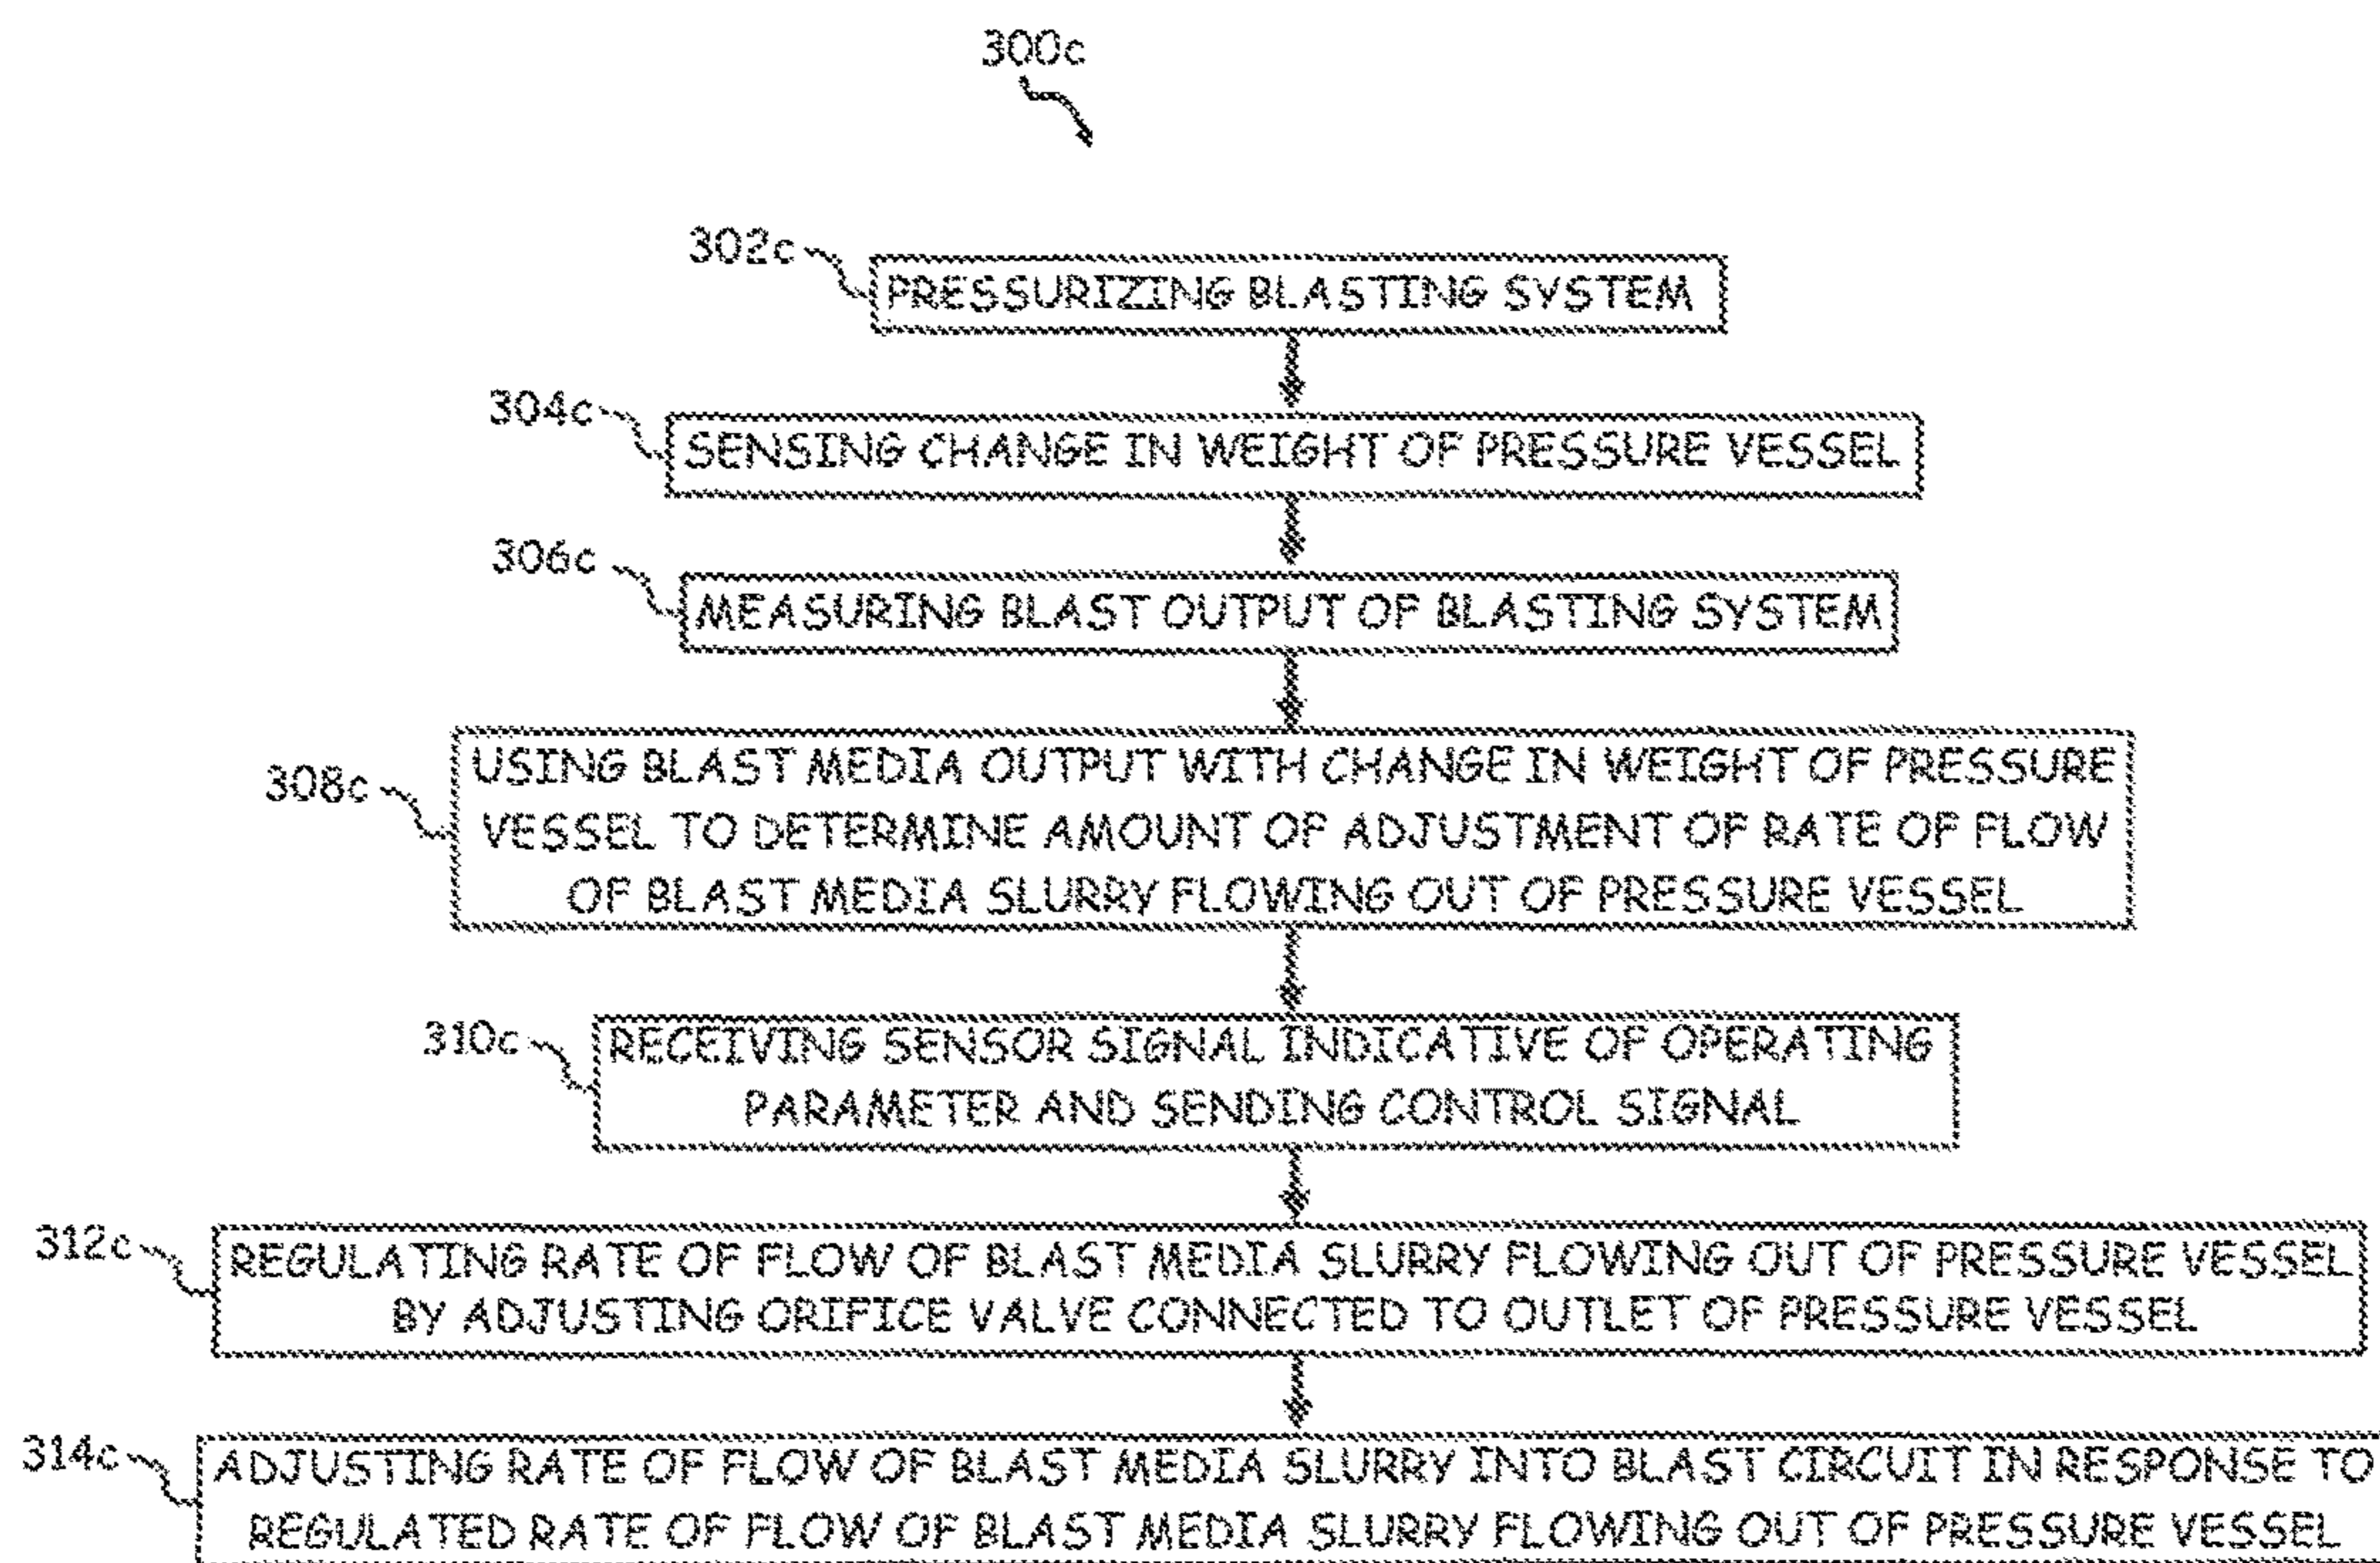 300c
302c
PRESSURIZING BLASTING SYSTEM
304c
SENSING CHANGE IN WEIGHT OF PRESSURE VESSEL
306c
MEASURING BLAST OUTPUT OF BLASTING SYSTEM
308c
USING BLAST MEDIA OUTPUT WITH CHANGE IN WEIGHT OF PRESSURE
VESSEL TO DETERMINE AMOUNT OF ADJUSTMENT OF RATE OF FLOW
OF BLAST MEDIA SLURRY FLOWING OUT OF PRESSURE VESSEL
310c
RECEIVING SENSOR SIGNAL INDICATIVE OF OPERATING
PARAMETER AND SENDING CONTROL SIGNAL
312c
REGULATING RATE OF FLOW OF BLAST MEDIA SLURRY FLOWING OUT OF PRESSURE VESSEL
BY ADJUSTING ORIFICE VALVE CONNECTED TO OUTLET OF PRESSURE VESSEL
314c
ADJUSTING RATE OF FLOW OF BLAST MEDIA SLURRY INTO BLAST CIRCUIT IN RESPONSE TO
REGULATED RATE OF FLOW OF BLAST MEDIA SLURRY FLOWING OUT OF PRESSURE VESSEL